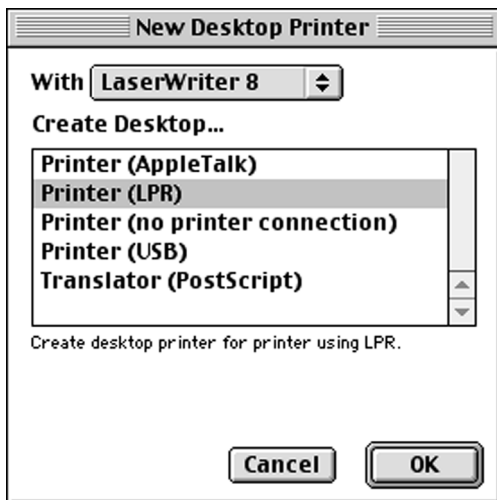 New Desktop Printer
With LaserWriter 8
Create Desktop...
Printer (AppleTalk)
Printer (LPR)
Printer (no printer connection)
Printer (USB)
Translator (PostScript)
Create desktop printer for printer using LPR.
Cancel OK